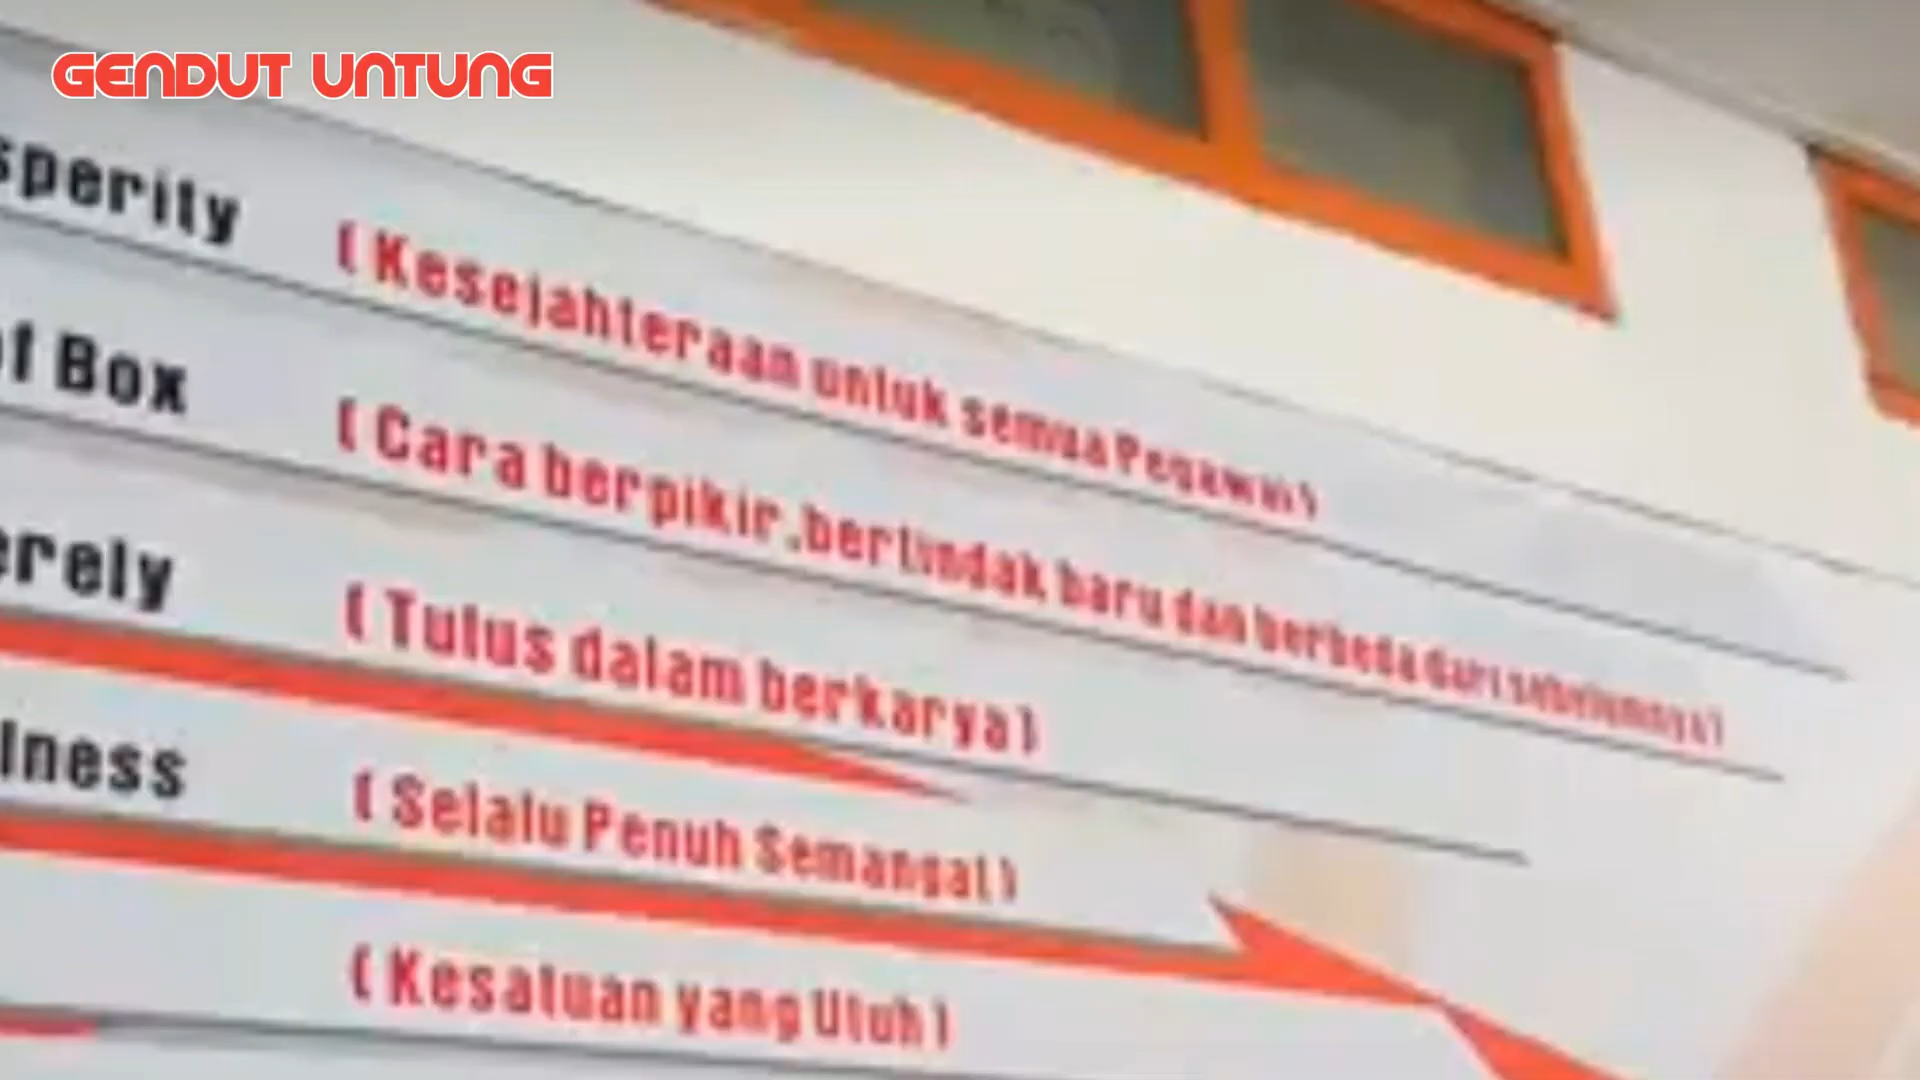 GENDUT UNTUNG
sperity ( Kesejahteraan untuk semua Pegawai )
of Box ( Cara berpikir ,bertindak baru dan berbeda dari sebelumnya )
erely ( Tulus dalam berkarya )
lness ( Selalu Penuh Semangat )
( Kesatuan yang Utuh )